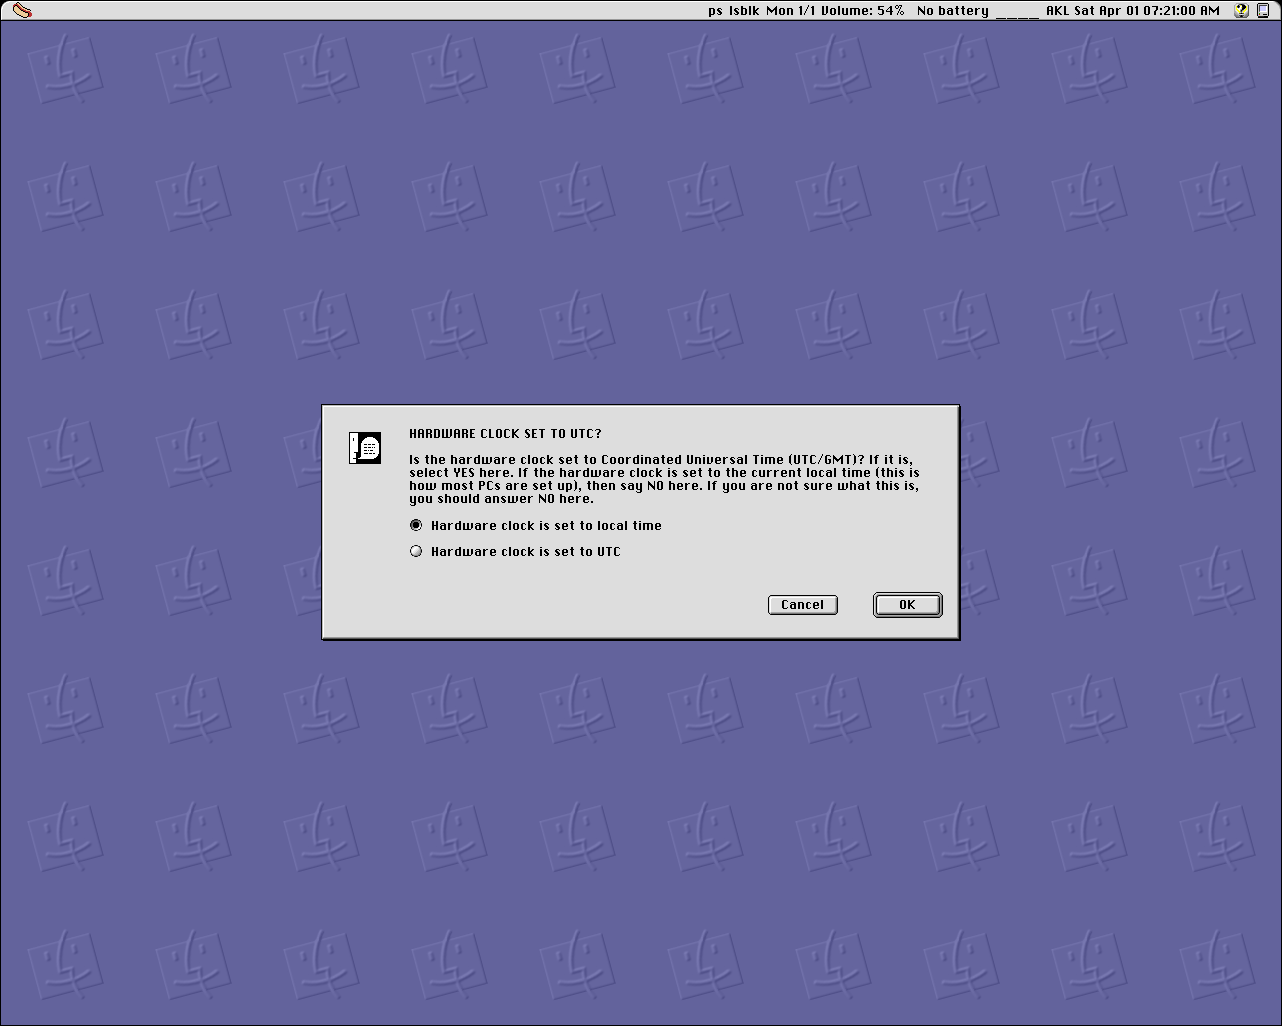 ps lsblk Mon 1/1 Volume: 54% No battery ____ AKL Sat Apr 01 07:21:00 AM
HARDWARE CLOCK SET TO UTC?
Is the hardware clock set to Coordinated Universal Time (UTC/GMT)? If it is,
select YES here. If the hardware clock is set to the current local time (this is
how most PCs are set up), then say NO here. If you are not sure what this is,
you should answer NO here.
Hardware clock is set to local time
Hardware clock is set to UTC
Cancel OK